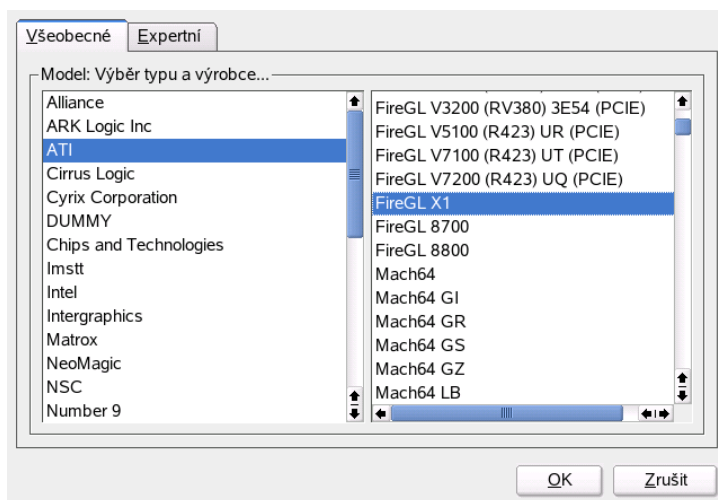 Všeobecné
Expertní
Model: Výběr typu a výrobce...
Alliance
ARK Logic Inc
ATI
Cirrus Logic
Cyrix Corporation
DUMMY
Chips and Technologies
Imstt
Intel
Intergraphics
Matrox
NeoMagic
NSC
Number 9
FireGL V3200 (RV380) 3E54 (PCIE)
FireGL V5100 (R423) UR (PCIE)
FireGL V7100 (R423) UT (PCIE)
FireGL V7200 (R423) UQ (PCIE)
FireGL X1
FireGL 8700
FireGL 8800
Mach64
Mach64 GI
Mach64 GR
Mach64 GS
Mach64 GZ
Mach64 LB
OK
Zrušit